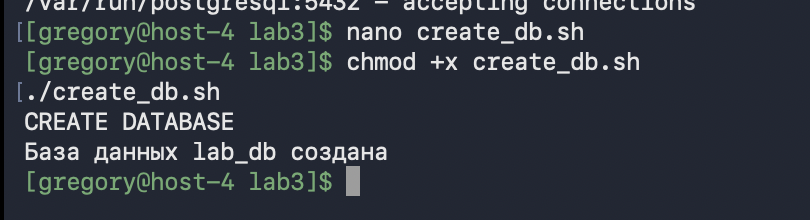 /var/run/postgresql:5432 — accepting connections
[[gregory@host-4 lab3]$ nano create_db.sh
[gregory@host-4 lab3]$ chmod +x create_db.sh
[./create_db.sh
CREATE DATABASE
База данных lab_db создана
[gregory@host-4 lab3]$